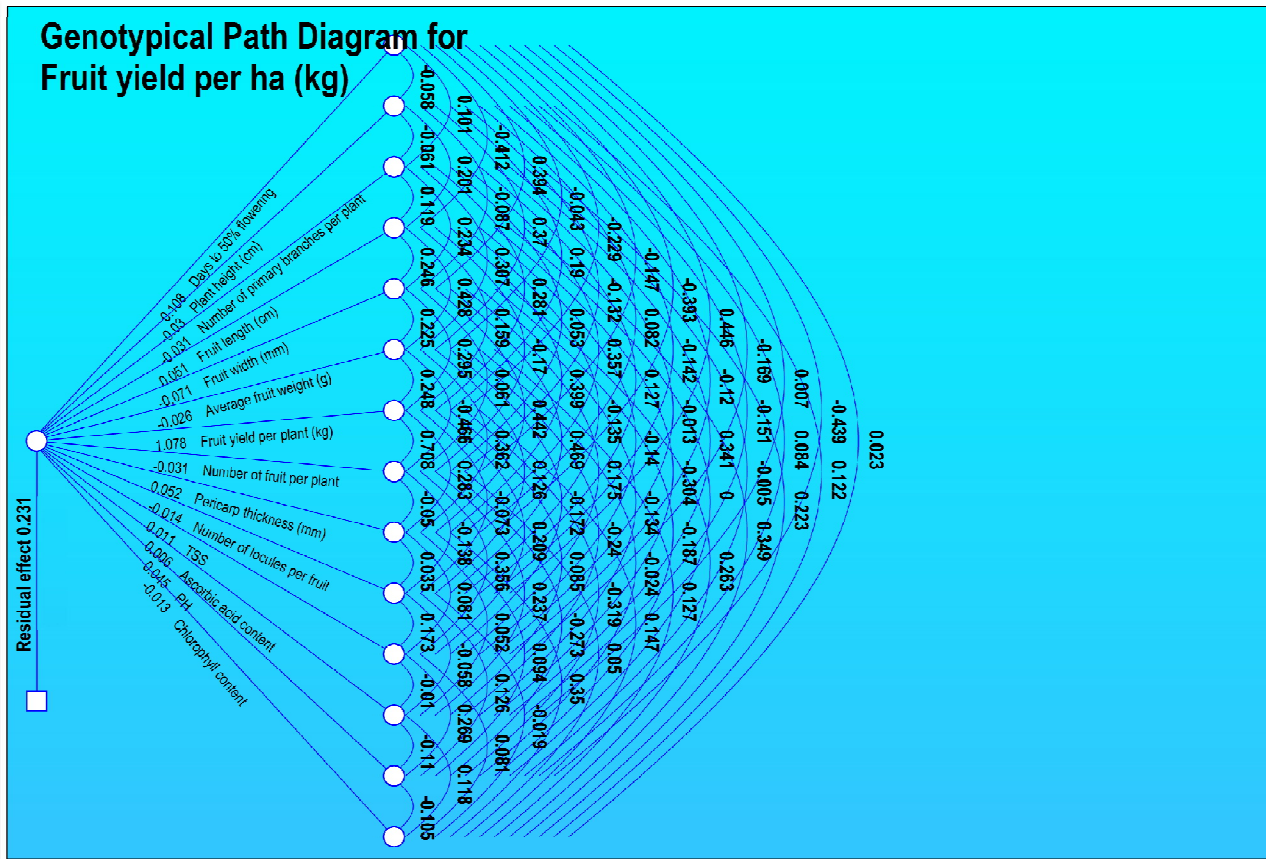 Genotypical Path Diagram for
Fruit yield per ha (kg)
0.108 Days to 50% flowering
0.03 Plant height (cm)
-0.031 Number of primary branches per plant
0.051 Fruit length (cm)
-0.071 Fruit width (mm)
-0.026 Average fruit weight (g)
1.078 Fruit yield per plant (kg)
-0.031 Number of fruit per plant
0.052 Pericarp thickness (mm)
-0.014 Number of locules per fruit
0.011 TSS
0.006 Ascorbic acid content
0.045 PH
-0.013 Chlorophyll content
Residual effect 0.231
-0.058 -0.061 0.119 0.246 0.225 0.248 0.708 -0.05 0.035 0.173 -0.01 -0.11 -0.105
0.101 0.201 0.234 0.428 0.295 -0.466 0.283 -0.138 0.081 -0.058 0.269 0.118
-0.412 -0.087 0.307 0.159 0.061 0.362 -0.073 0.356 0.052 0.126 0.081
0.394 0.37 0.281 -0.17 0.442 0.126 0.209 0.237 0.094 -0.019
-0.043 0.19 0.053 0.399 0.469 -0.172 0.085 -0.273 0.35
-0.229 -0.132 0.357 -0.135 0.175 -0.24 -0.319 0.05
-0.147 0.082 0.127 -0.14 -0.134 -0.024 0.147
-0.393 -0.142 -0.013 -0.304 -0.187 0.127
0.446 -0.12 0.341 0 0.263
-0.169 -0.151 -0.005 0.349
0.007 0.084 0.223
-0.439 0.122
0.023